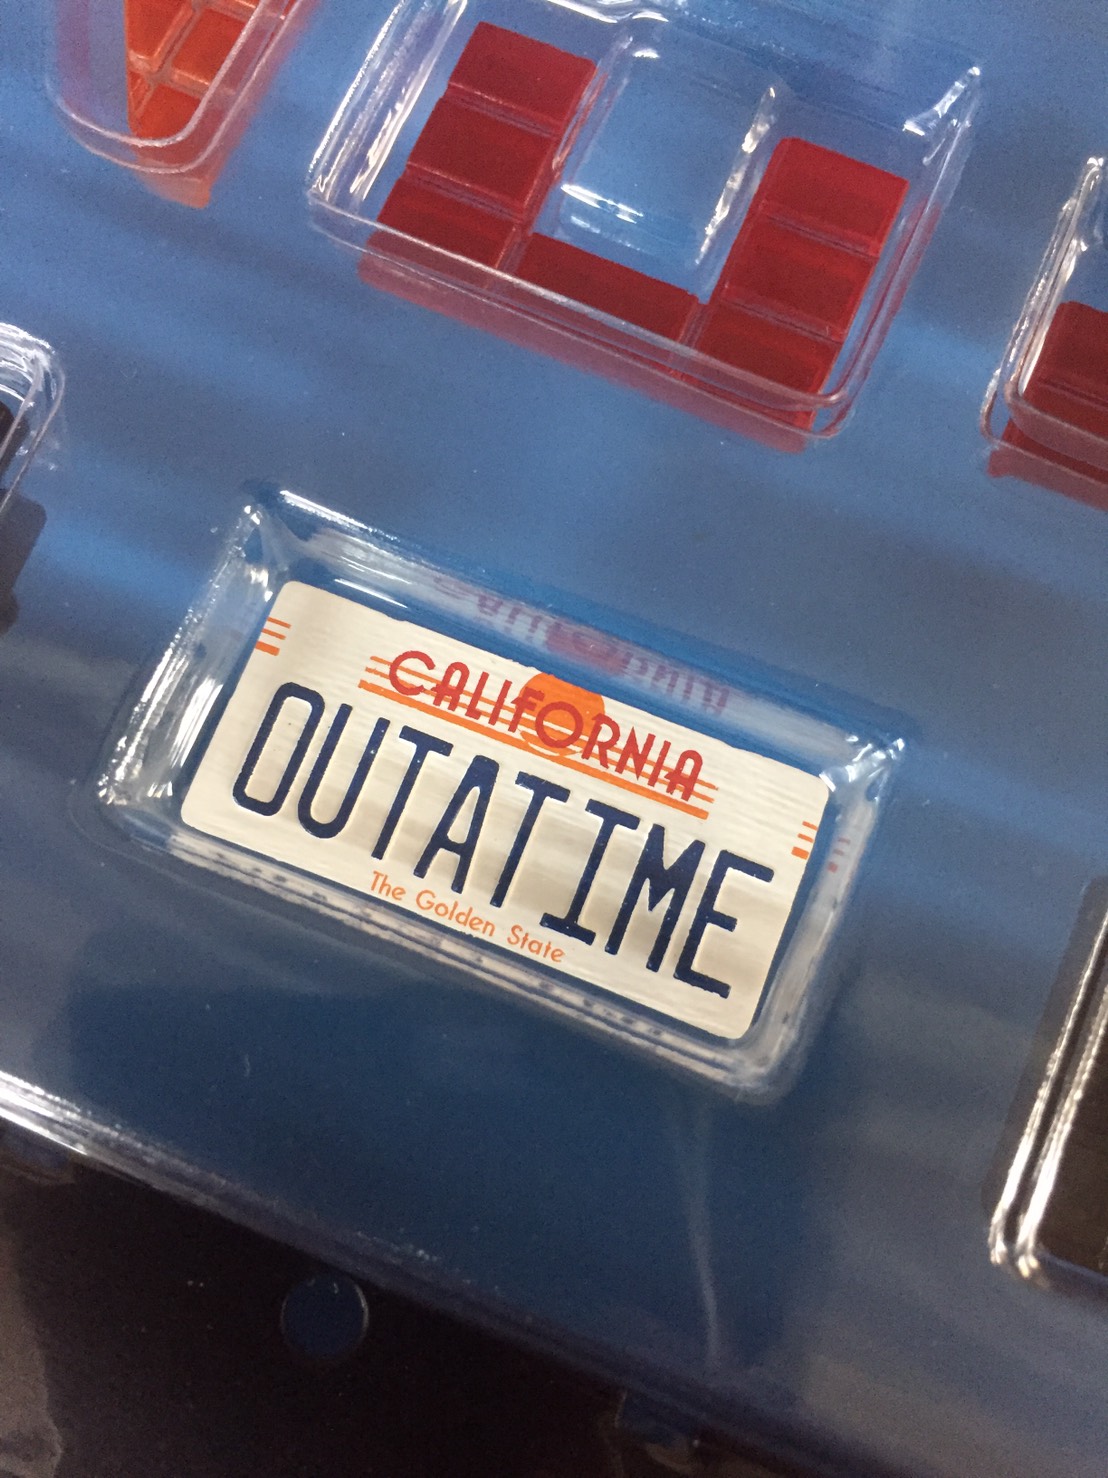 CALIFORNIA
OUTATIME
The Golden State